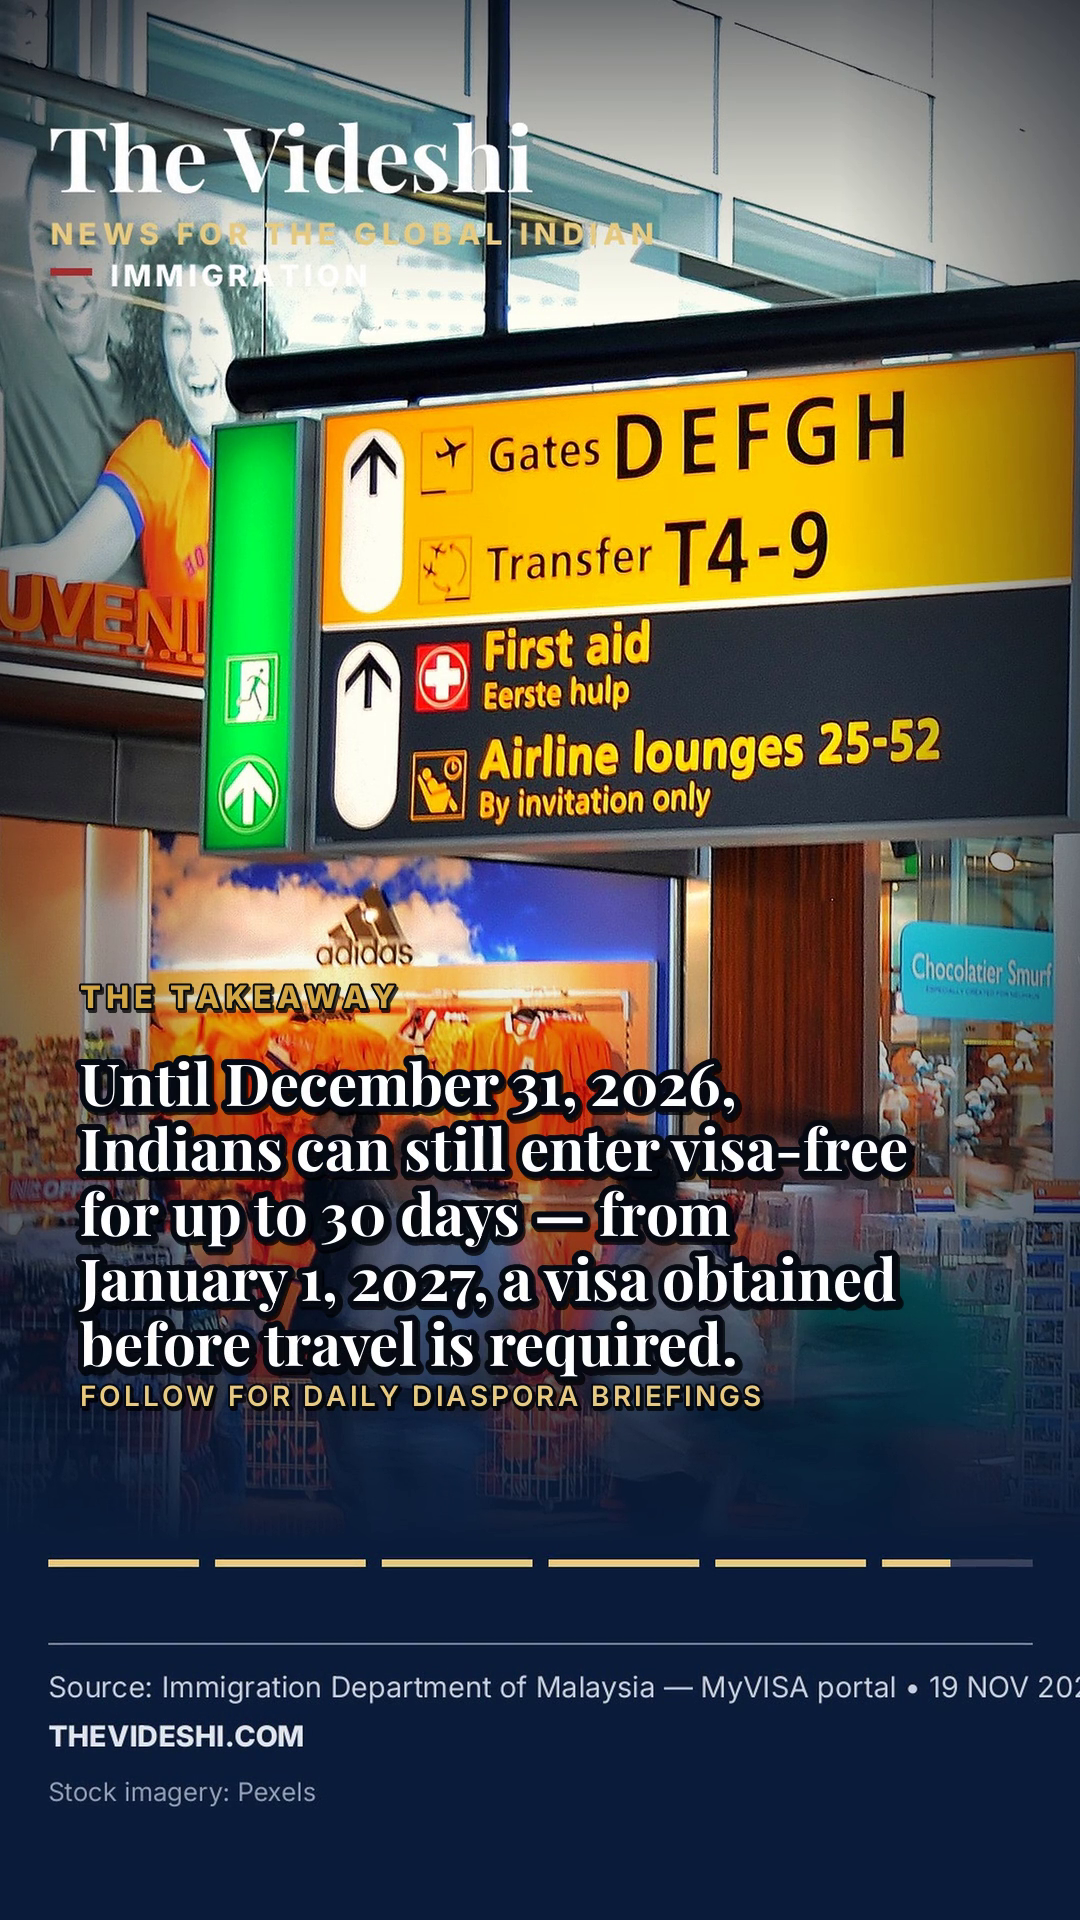 The Videshi
NEWS FOR THE GLOBAL INDIAN
IMMIGRATION
Gates DEFGH
Transfer T4-9
UVENI
First aid
Eerste hulp
Airline lounges 25-52
By invitation only
adidas
Chocolatier Smurf
THE TAKEAWAY
Until December 31, 2026,
Indians can still enter visa-free
for up to 30 days — from
January 1, 2027, a visa obtained
before travel is required.
FOLLOW FOR DAILY DIASPORA BRIEFINGS
Source: Immigration Department of Malaysia — MyVISA portal • 19 NOV 202
THEVIDESHI.COM
Stock imagery: Pexels